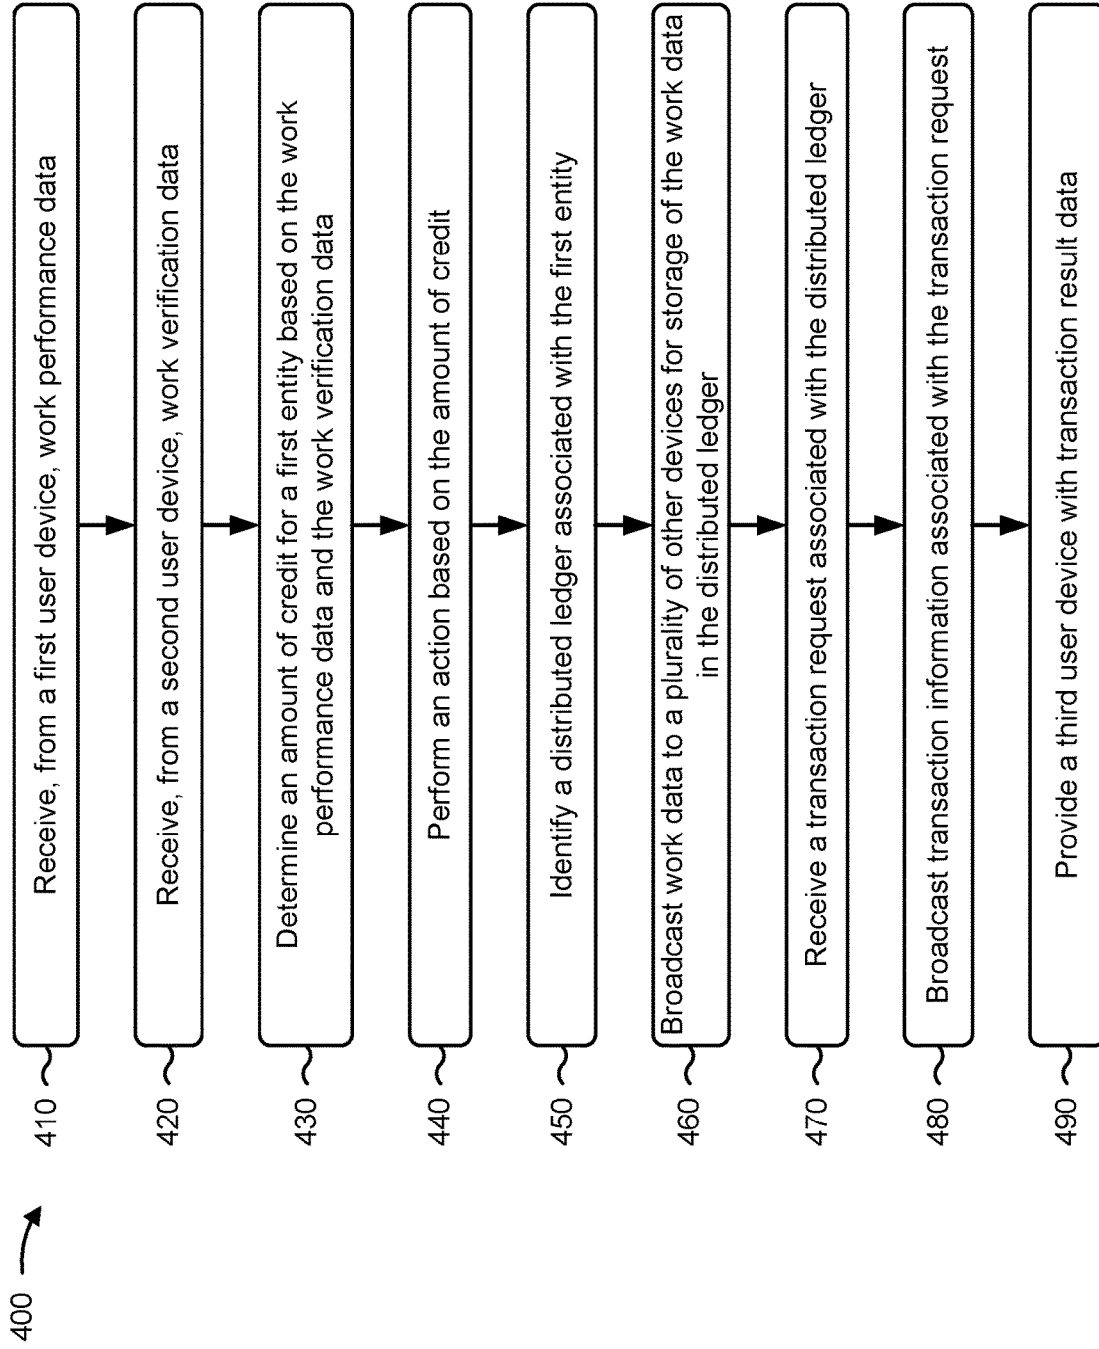 400
410
Receive, from a first user device, work performance data
420
Receive, from a second user device, work verification data
430
Determine an amount of credit for a first entity based on the work
performance data and the work verification data
440
Perform an action based on the amount of credit
450
Identify a distributed ledger associated with the first entity
460
Broadcast work data to a plurality of other devices for storage of the work data
in the distributed ledger
470
Receive a transaction request associated with the distributed ledger
480
Broadcast transaction information associated with the transaction request
490
Provide a third user device with transaction result data